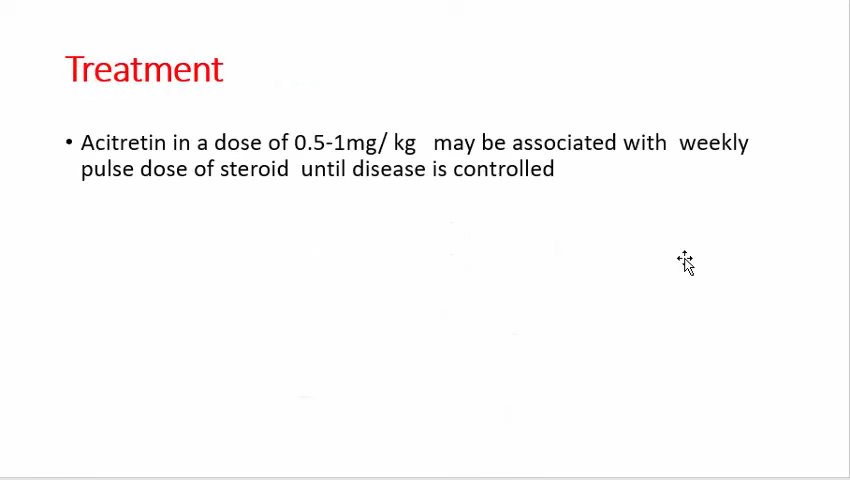 Treatment
• Acitretin in a dose of 0.5-1mg/ kg may be associated with weekly
pulse dose of steroid until disease is controlled